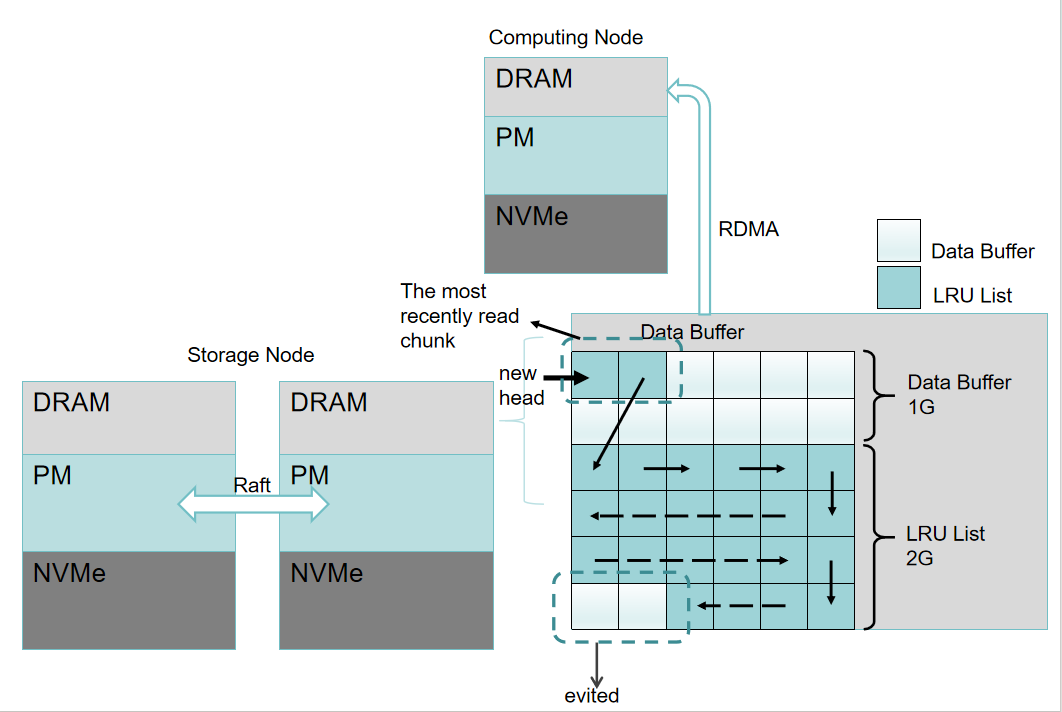 Computing Node
DRAM
PM
NVMe
RDMA
Data Buffer
LRU List
The most
recently read
chunk
Data Buffer
new
head
Data Buffer
1G
LRU List
2G
evited
Storage Node
DRAM
PM
NVMe
Raft
DRAM
PM
NVMe